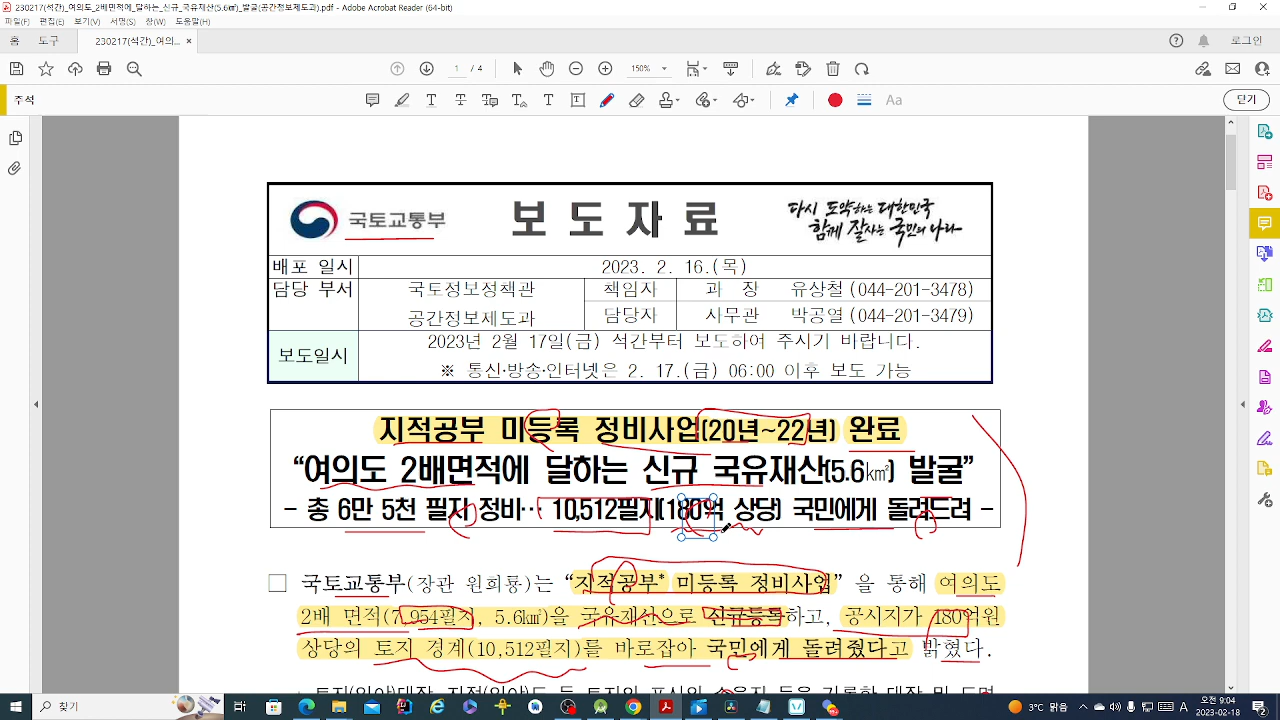 230217(석간)_여의도_2배면적에_달하는_신규_국유재산(5.6㎢)_발굴(공간정보제도과).pdf - Adobe Acrobat Reader (64-bit)
파일(F) 편집(E) 보기(V) 서명(S) 창(W) 도움말(H)
홈 도구 230217(석간)_여의... × 로그인
1 / 4 150%
주석 Aa 닫기
국토교통부 보 도 자 료 다시 도약하는 대한민국
함께 잘사는 국민의 나라
배포 일시 2023. 2. 16.(목)
담당 부서 국토정보정책관 책임자 과 장 유상철 (044-201-3478)
공간정보제도과 담당자 사무관 박공열 (044-201-3479)
보도일시 2023년 2월 17일(금) 석간부터 보도하여 주시기 바랍니다.
※ 통신·방송·인터넷은 2. 17.(금) 06:00 이후 보도 가능
지적공부 미등록 정비사업(20년~22년) 완료
“여의도 2배면적에 달하는 신규 국유재산(5.6㎢) 발굴”
- 총 6만 5천 필지 정비… 10,512필지(180억 상당) 국민에게 돌려드려 -
□ 국토교통부(장관 원희룡)는 “지적공부* 미등록 정비사업” 을 통해 여의도
2배 면적(7,954필지, 5.6㎢)을 국유재산으로 신규등록하고, 공시지가 180억원
상당의 토지 경계(10,512필지)를 바로잡아 국민에게 돌려줬다고 밝혔다.
찾기 3°C 맑음 A 오전 9:04
2023-03-09